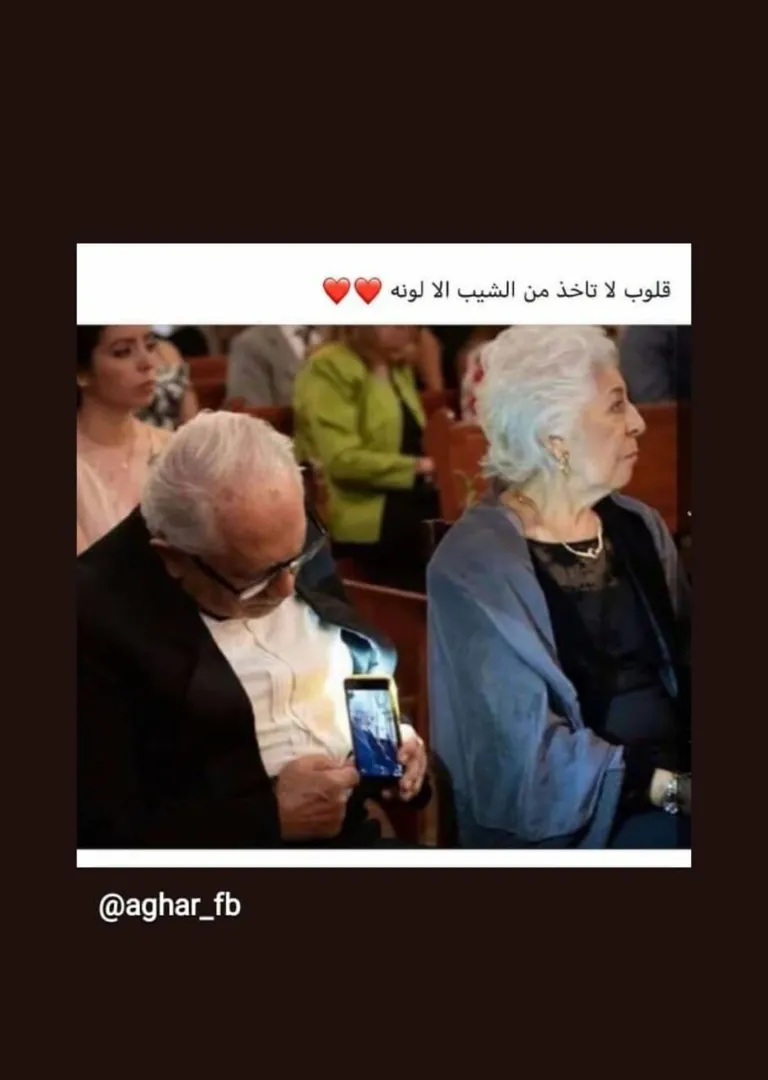 قلوب لا تاخذ من الشيب الا لونه ❤️❤️
@aghar_fb